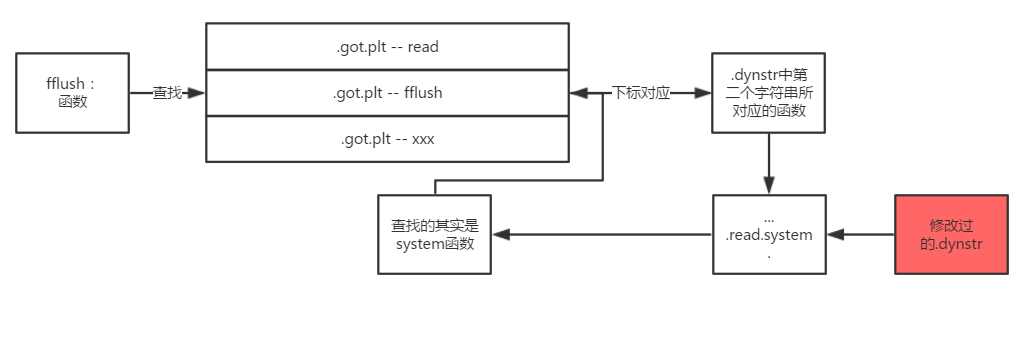 .got.plt -- read
fflush：
函数
查找
.got.plt -- fflush
下标对应
.dynstr中第
二个字符串所
对应的函数
.got.plt -- xxx
查找的其实是
system函数
...
.read.system
.
修改过
的.dynstr